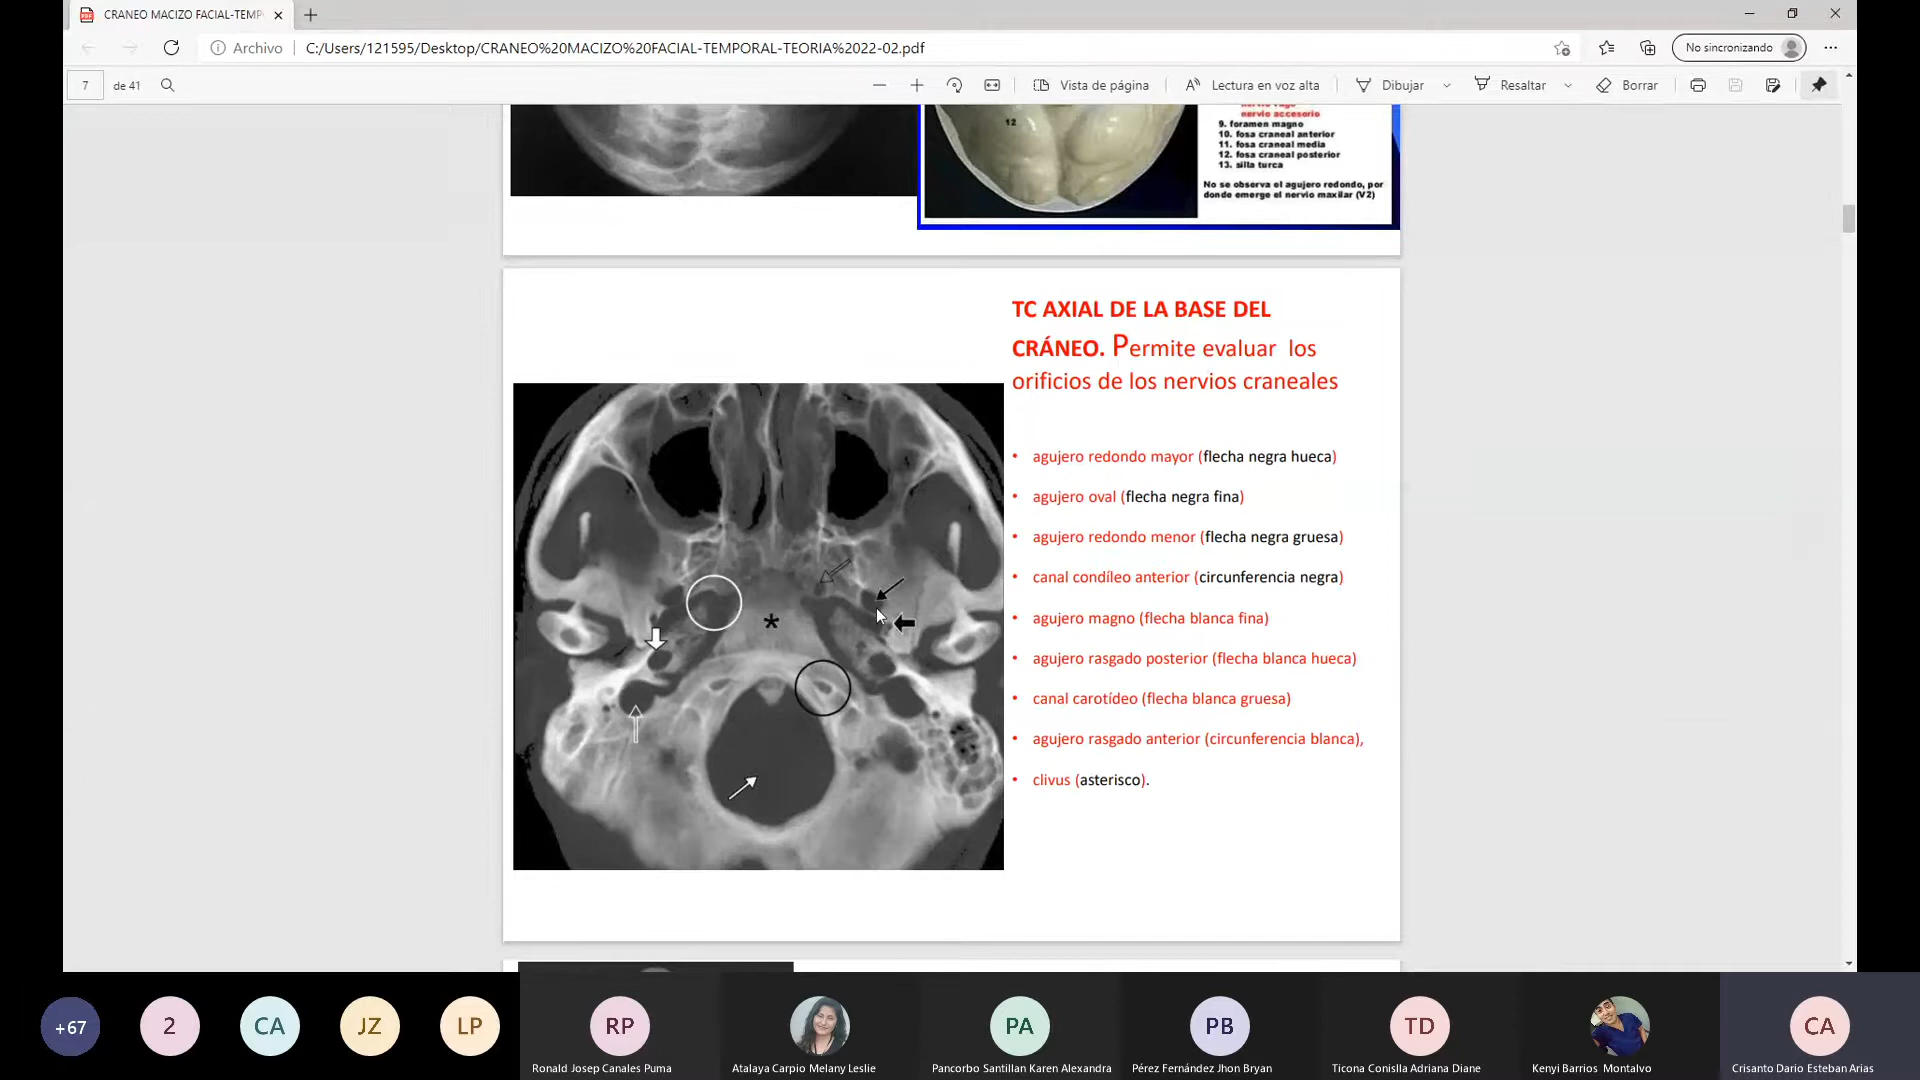 CRANEO MACIZO FACIAL-TEMP
Archivo
C:/Users/121595/Desktop/CRANEO%20MACIZO%20FACIAL-TEMPORAL-TEORIA%2022-02.pdf
No sincronizando
7 de 41
Vista de página
Lectura en voz alta
Dibujar
Resaltar
Borrar
12
nervio vago
nervio accesorio
9. foramen magno
10. fosa craneal anterior
11. fosa craneal media
12. fosa craneal posterior
13. silla turca
No se observa el agujero redondo, por
donde emerge el nervio maxilar (V2)
TC AXIAL DE LA BASE DEL
CRÁNEO. Permite evaluar los
orificios de los nervios craneales
• agujero redondo mayor (flecha negra hueca)
• agujero oval (flecha negra fina)
• agujero redondo menor (flecha negra gruesa)
• canal condíleo anterior (circunferencia negra)
• agujero magno (flecha blanca fina)
• agujero rasgado posterior (flecha blanca hueca)
• canal carotídeo (flecha blanca gruesa)
• agujero rasgado anterior (circunferencia blanca),
• clivus (asterisco).
*
+67
2
CA
JZ
LP
RP
PA
PB
TD
CA
Ronald Josep Canales Puma
Atalaya Carpio Melany Leslie
Pancorbo Santillan Karen Alexandra
Pérez Fernández Jhon Bryan
Ticona Conislla Adriana Diane
Kenyi Barrios Montalvo
Crisanto Dario Esteban Arias